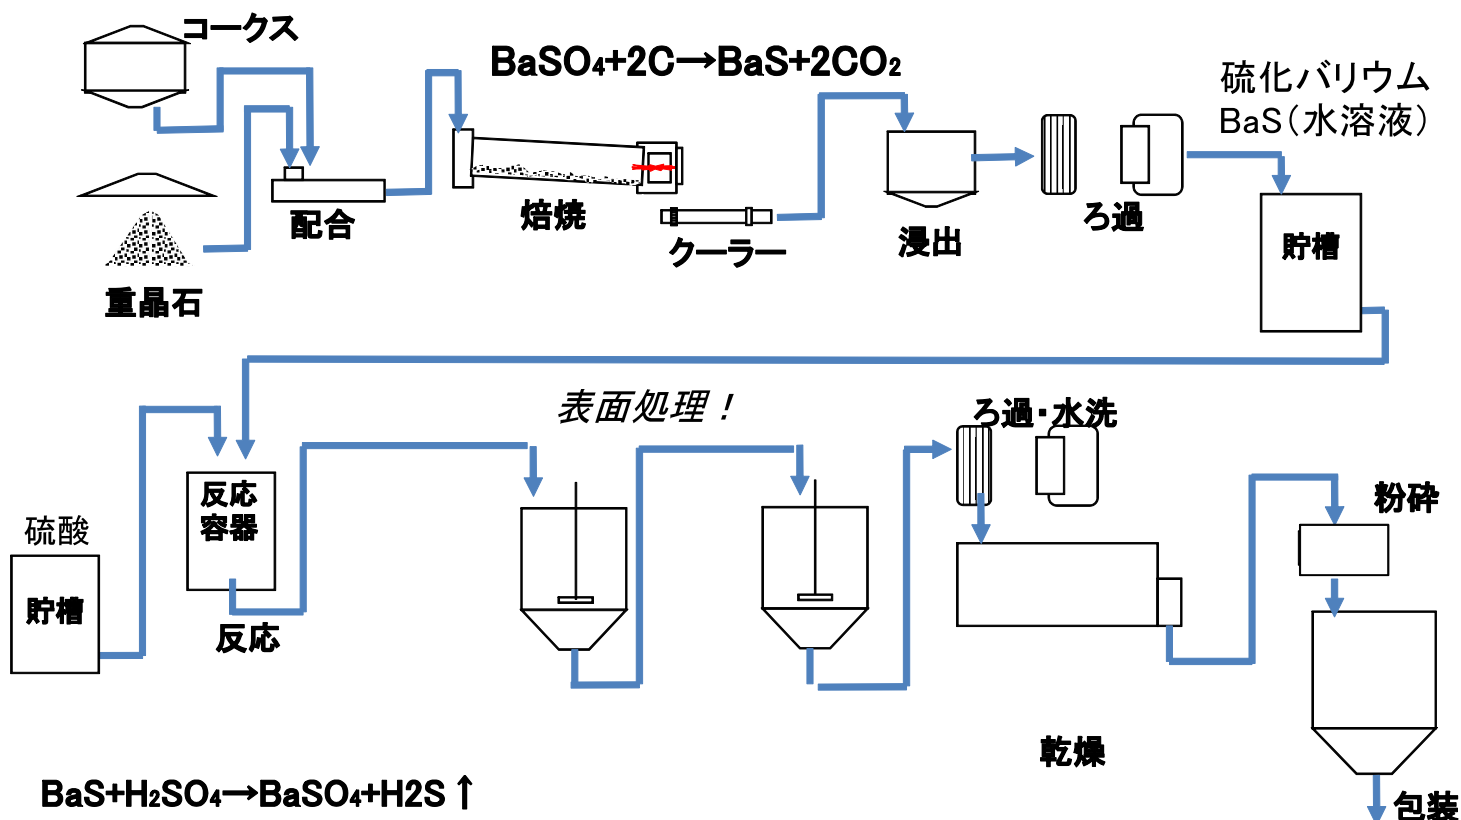 コークス
BaSO₄+2C→BaS+2CO₂
硫化バリウム
BaS(水溶液)
配合
焙焼
クーラー
浸出
ろ過
貯槽
重晶石
表面処理!
ろ過・水洗
反応
容器
硫酸
貯槽
反応
粉砕
乾燥
BaS+H₂SO₄→BaSO₄+H2S↑
包装